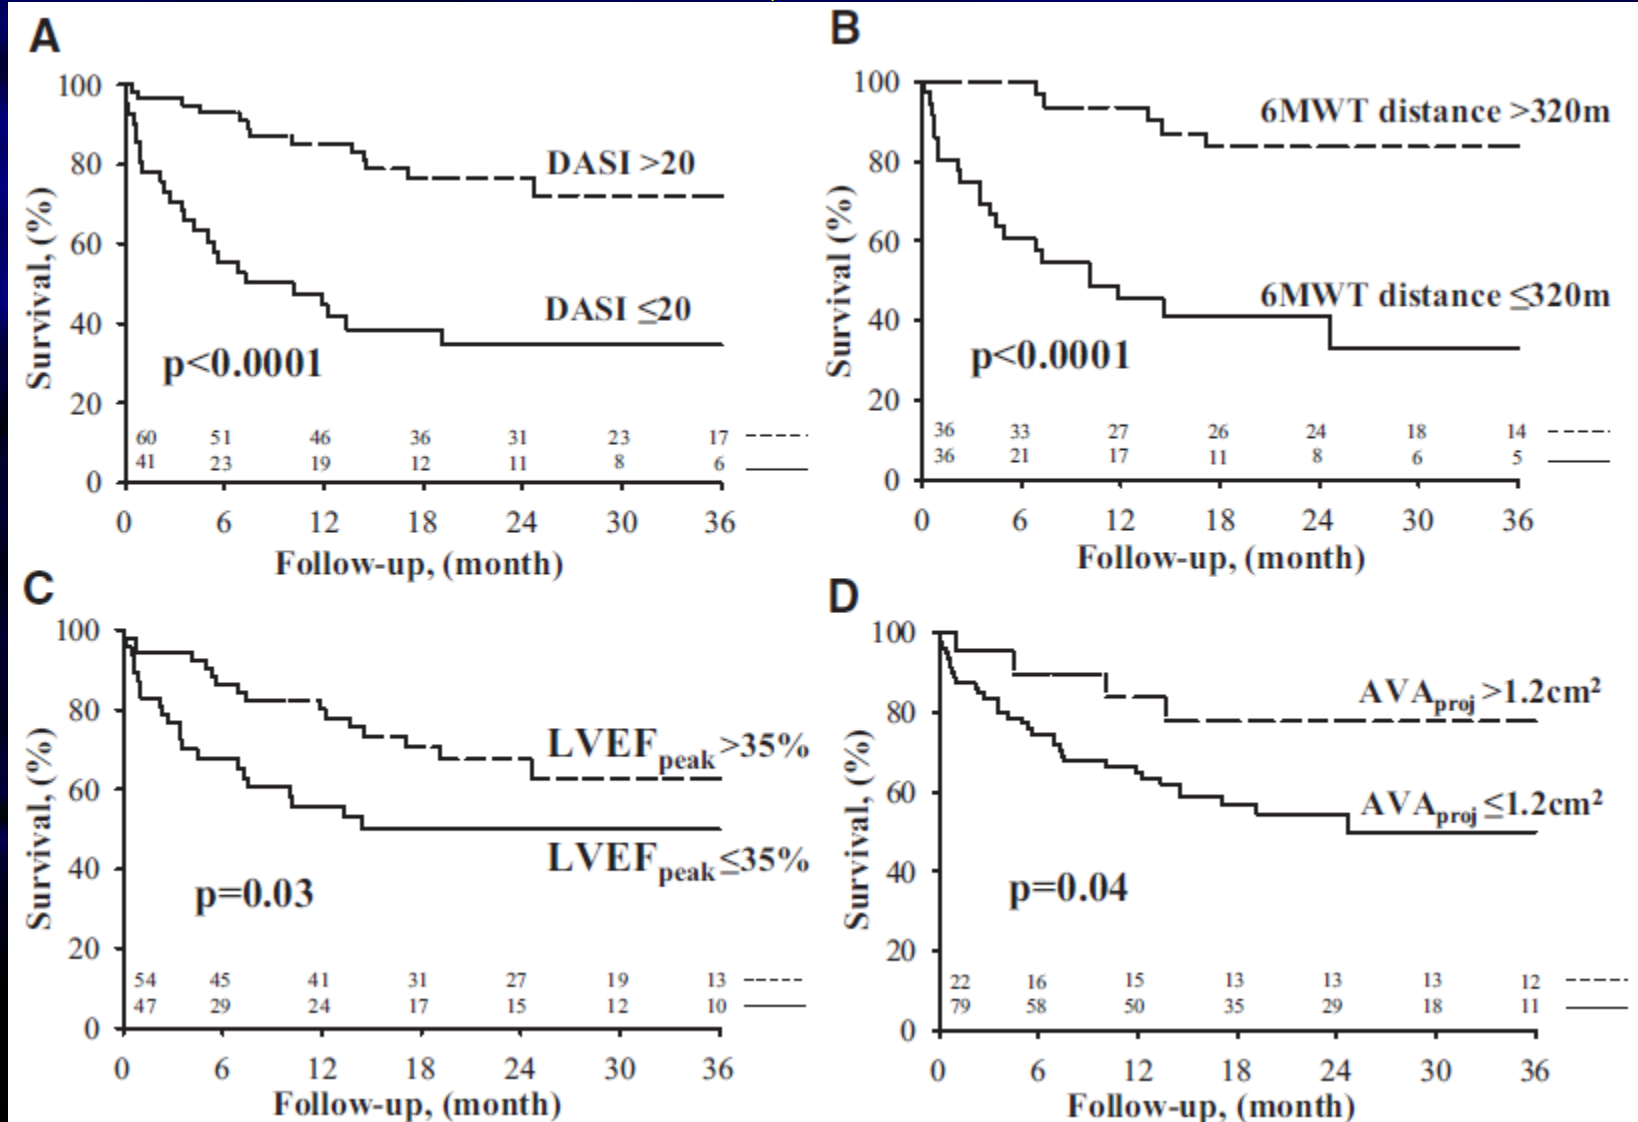 A
100
80
60
40
20
0
Survival, (%)
DASI >20
DASI ≤20
p<0.0001
60 51 46 36 31 23 17
41 23 19 12 11 8 6
0 6 12 18 24 30 36
Follow-up, (month)
B
100
80
60
40
20
0
Survival (%)
6MWT distance >320m
6MWT distance ≤320m
p<0.0001
36 33 27 26 24 18 14
36 21 17 11 8 6 5
0 6 12 18 24 30 36
Follow-up, (month)
C
100
80
60
40
20
0
Survival, (%)
LVEFpeak >35%
LVEFpeak ≤35%
p=0.03
54 45 41 31 27 19 13
47 29 24 17 15 12 10
0 6 12 18 24 30 36
Follow-up, (month)
D
100
80
60
40
20
0
Survival, (%)
AVAproj >1.2cm²
AVAproj ≤1.2cm²
p=0.04
22 16 15 13 13 13 12
79 58 50 35 29 18 11
0 6 12 18 24 30 36
Follow-up, (month)